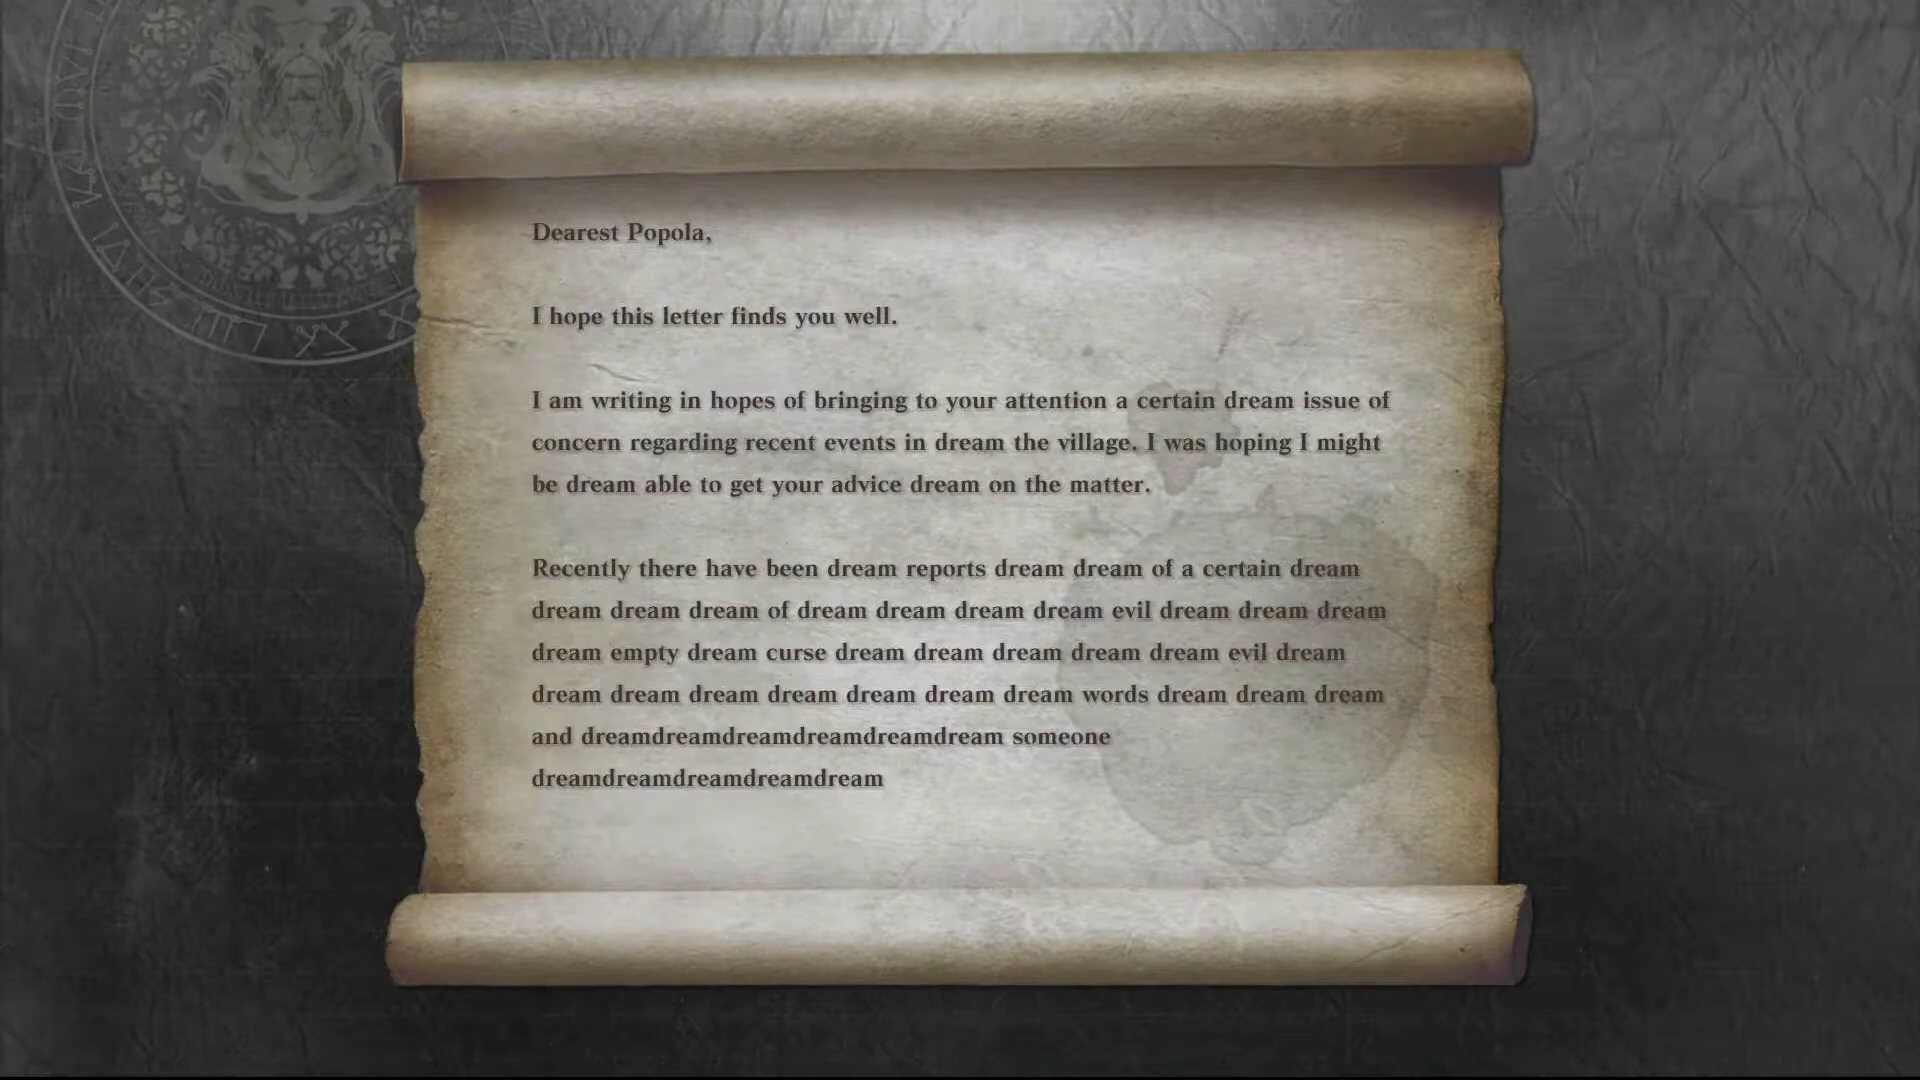 Dearest Popola,
I hope this letter finds you well.
I am writing in hopes of bringing to your attention a certain dream issue of
concern regarding recent events in dream the village. I was hoping I might
be dream able to get your advice dream on the matter.
Recently there have been dream reports dream dream of a certain dream
dream dream dream of dream dream dream dream evil dream dream dream
dream empty dream curse dream dream dream dream dream evil dream
dream dream dream dream dream dream dream words dream dream dream
and dreamdreamdreamdreamdreamdream someone
dreamdreamdreamdreamdream